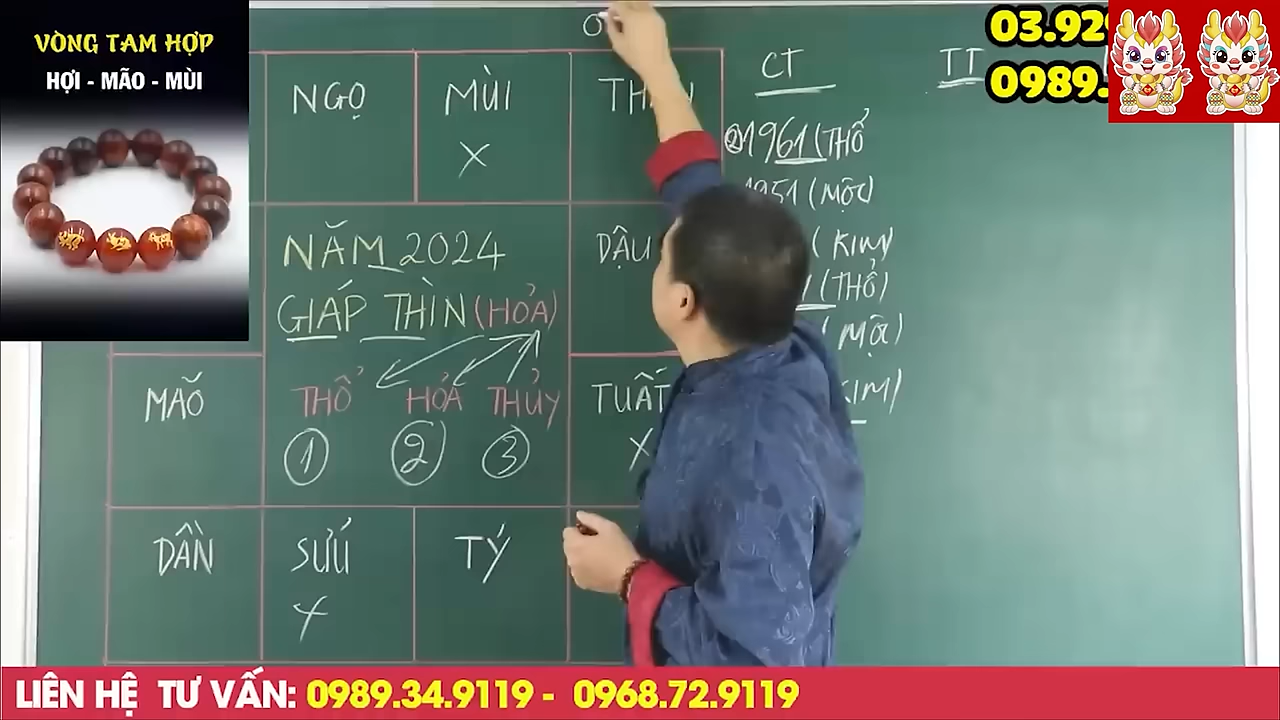 VÒNG TAM HỢP
HỢI - MÃO - MÙI
03.92
0989.
O
CT
TT
NGỌ
MÙI
X
②1961 (THỔ
1951 (MỘC)
(KIM)
(THỔ)
(MỘC)
KIM)
NĂM 2024
GIÁP THÌN (HỎA)
THỔ HỎA THỦY
① ② ③
DẬU
MÃO
TUẤT
X
DẦN
SỬU
X
TÝ
LIÊN HỆ TƯ VẤN: 0989.34.9119 - 0968.72.9119